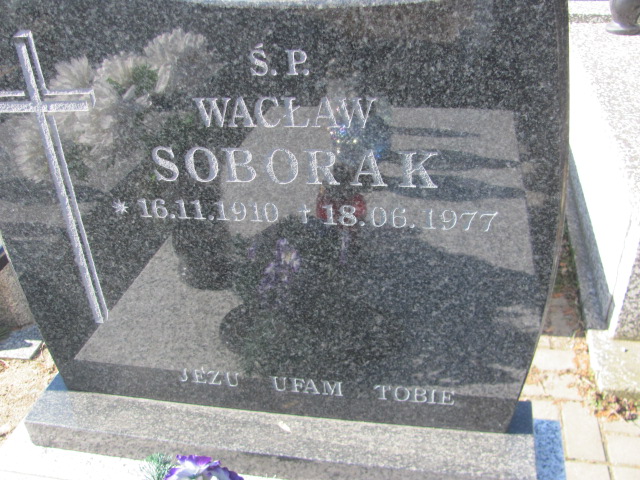 Ś. P.
WACŁAW
SOBORAK
* 16.11.1910 † 18.06.1977
JEZU UFAM TOBIE